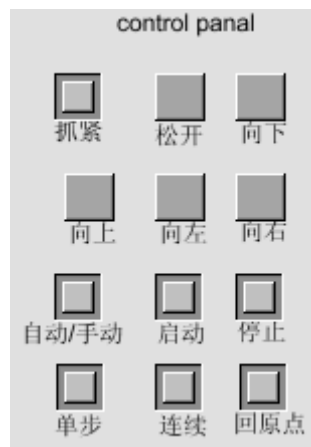 control panal
抓紧 松开 向下
向上 向左 向右
自动/手动 启动 停止
单步 连续 回原点